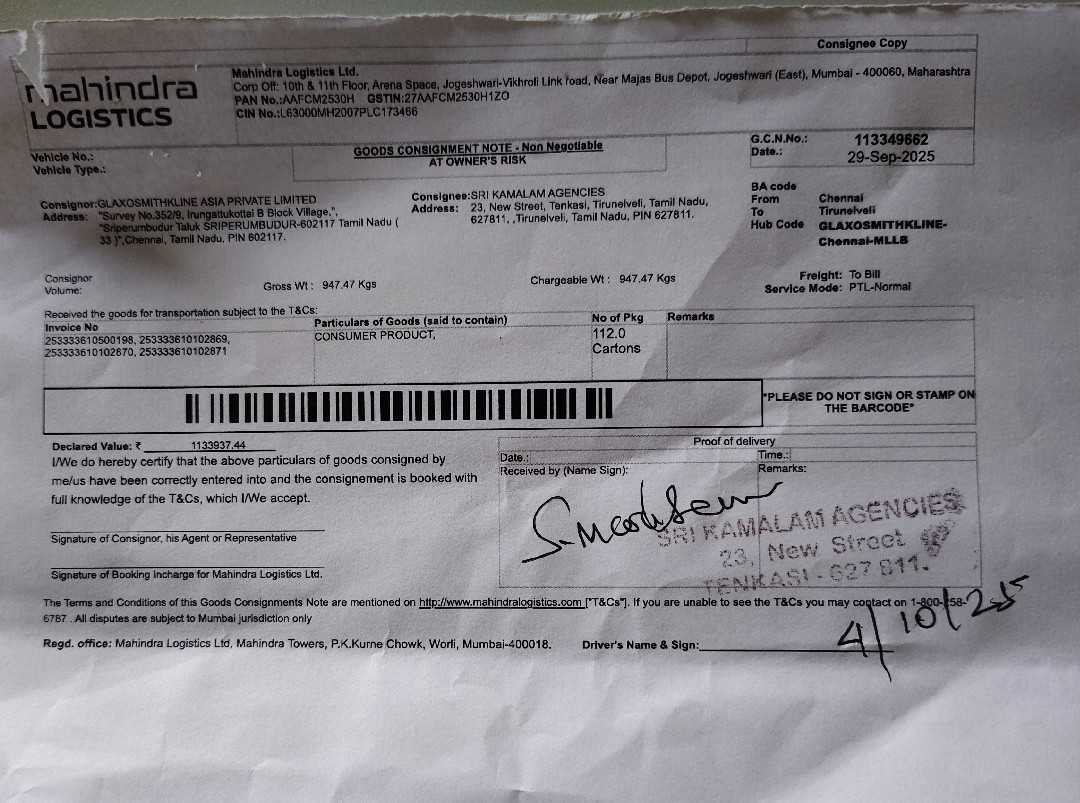 Consignee Copy
mahindra
LOGISTICS
Mahindra Logistics Ltd.
Corp Off: 10th & 11th Floor, Arena Space, Jogeshwari-Vikhroli Link road, Near Majas Bus Depot, Jogeshwari (East), Mumbai - 400060, Maharashtra
PAN No.:AAFCM2530H GSTIN:27AAFCM2530H1ZO
CIN No.:L63000MH2007PLC173466
Vehicle No.:
Vehicle Type.:
GOODS CONSIGNMENT NOTE - Non Negotiable
AT OWNER'S RISK
G.C.N.No.: 113349662
Date.: 29-Sep-2025
Consignor:GLAXOSMITHKLINE ASIA PRIVATE LIMITED
Address: "Survey No.352/9, Irungattukottai B Block Village,",
"Sriperumbudur Taluk SRIPERUMBUDUR-602117 Tamil Nadu (
33 )",Chennai, Tamil Nadu, PIN 602117.
Consignee:SRI KAMALAM AGENCIES
Address: 23, New Street, Tenkasi, Tirunelveli, Tamil Nadu,
627811, ,Tirunelveli, Tamil Nadu, PIN 627811.
BA code
From Chennai
To Tirunelveli
Hub Code GLAXOSMITHKLINE-
Chennai-MLLB
Consignor
Volume:
Gross Wt : 947.47 Kgs
Chargeable Wt : 947.47 Kgs
Freight: To Bill
Service Mode: PTL-Normal
Received the goods for transportation subject to the T&Cs:
Invoice No Particulars of Goods (said to contain) No of Pkg Remarks
253333610500198, 253333610102869,
253333610102870, 253333610102871
CONSUMER PRODUCT,
112.0
Cartons
*PLEASE DO NOT SIGN OR STAMP ON
THE BARCODE*
Declared Value: ₹ 1133937.44
I/We do hereby certify that the above particulars of goods consigned by
me/us have been correctly entered into and the consignement is booked with
full knowledge of the T&Cs, which I/We accept.
Signature of Consignor, his Agent or Representative
Signature of Booking Incharge for Mahindra Logistics Ltd.
Proof of delivery
Date.: Time.:
Received by (Name Sign): Remarks:
SRI KAMALAM AGENCIES
23, New Street
TENKASI - 627 811.
The Terms and Conditions of this Goods Consignments Note are mentioned on http://www.mahindralogistics.com ["T&Cs"]. If you are unable to see the T&Cs you may contact on 1-800-258-
6787 . All disputes are subject to Mumbai jurisdiction only
4/10/2025
Regd. office: Mahindra Logistics Ltd, Mahindra Towers, P.K.Kurne Chowk, Worli, Mumbai-400018.
Driver's Name & Sign: